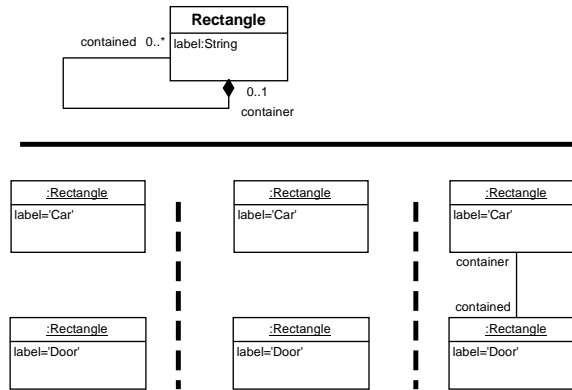 Rectangle
contained 0..* label:String
0..1
container
:Rectangle :Rectangle :Rectangle
label='Car' label='Car' label='Car'
container
contained
:Rectangle :Rectangle :Rectangle
label='Door' label='Door' label='Door'